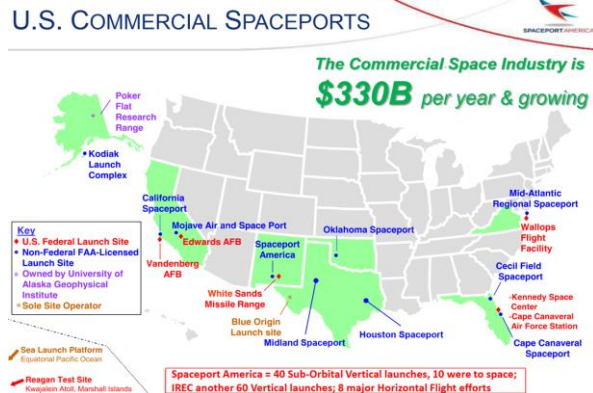 U.S. COMMERCIAL SPACEPORTS
SPACEPORT AMERICA
The Commercial Space Industry is
$330B per year & growing
Poker
Flat
Research
Range
Kodiak
Launch
Complex
California
Spaceport
Mojave Air and Space Port
Edwards AFB
Vandenberg
AFB
Spaceport
America
Oklahoma Spaceport
White Sands
Missile Range
Blue Origin
Launch site
Midland Spaceport
Houston Spaceport
Mid-Atlantic
Regional Spaceport
Wallops
Flight
Facility
Cecil Field
Spaceport
-Kennedy Space
Center
-Cape Canaveral
Air Force Station
Cape Canaveral
Spaceport
Key
U.S. Federal Launch Site
Non-Federal FAA-Licensed
Launch Site
Owned by University of
Alaska Geophysical
Institute
Sole Site Operator
Sea Launch Platform
Equatorial Pacific Ocean
Reagan Test Site
Kwajalein Atoll, Marshall Islands
Spaceport America = 40 Sub-Orbital Vertical launches, 10 were to space;
IREC another 60 Vertical launches; 8 major Horizontal Flight efforts